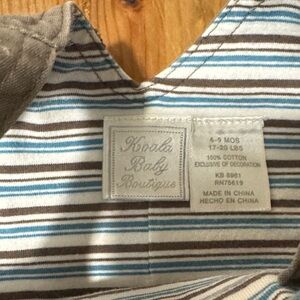 Koala
Baby
Boutique
6-9 MOS
17-20 LBS
100% COTTON
EXCLUSIVE OF DECORATION
KB 8961
RN75619
MADE IN CHINA
HECHO EN CHINA